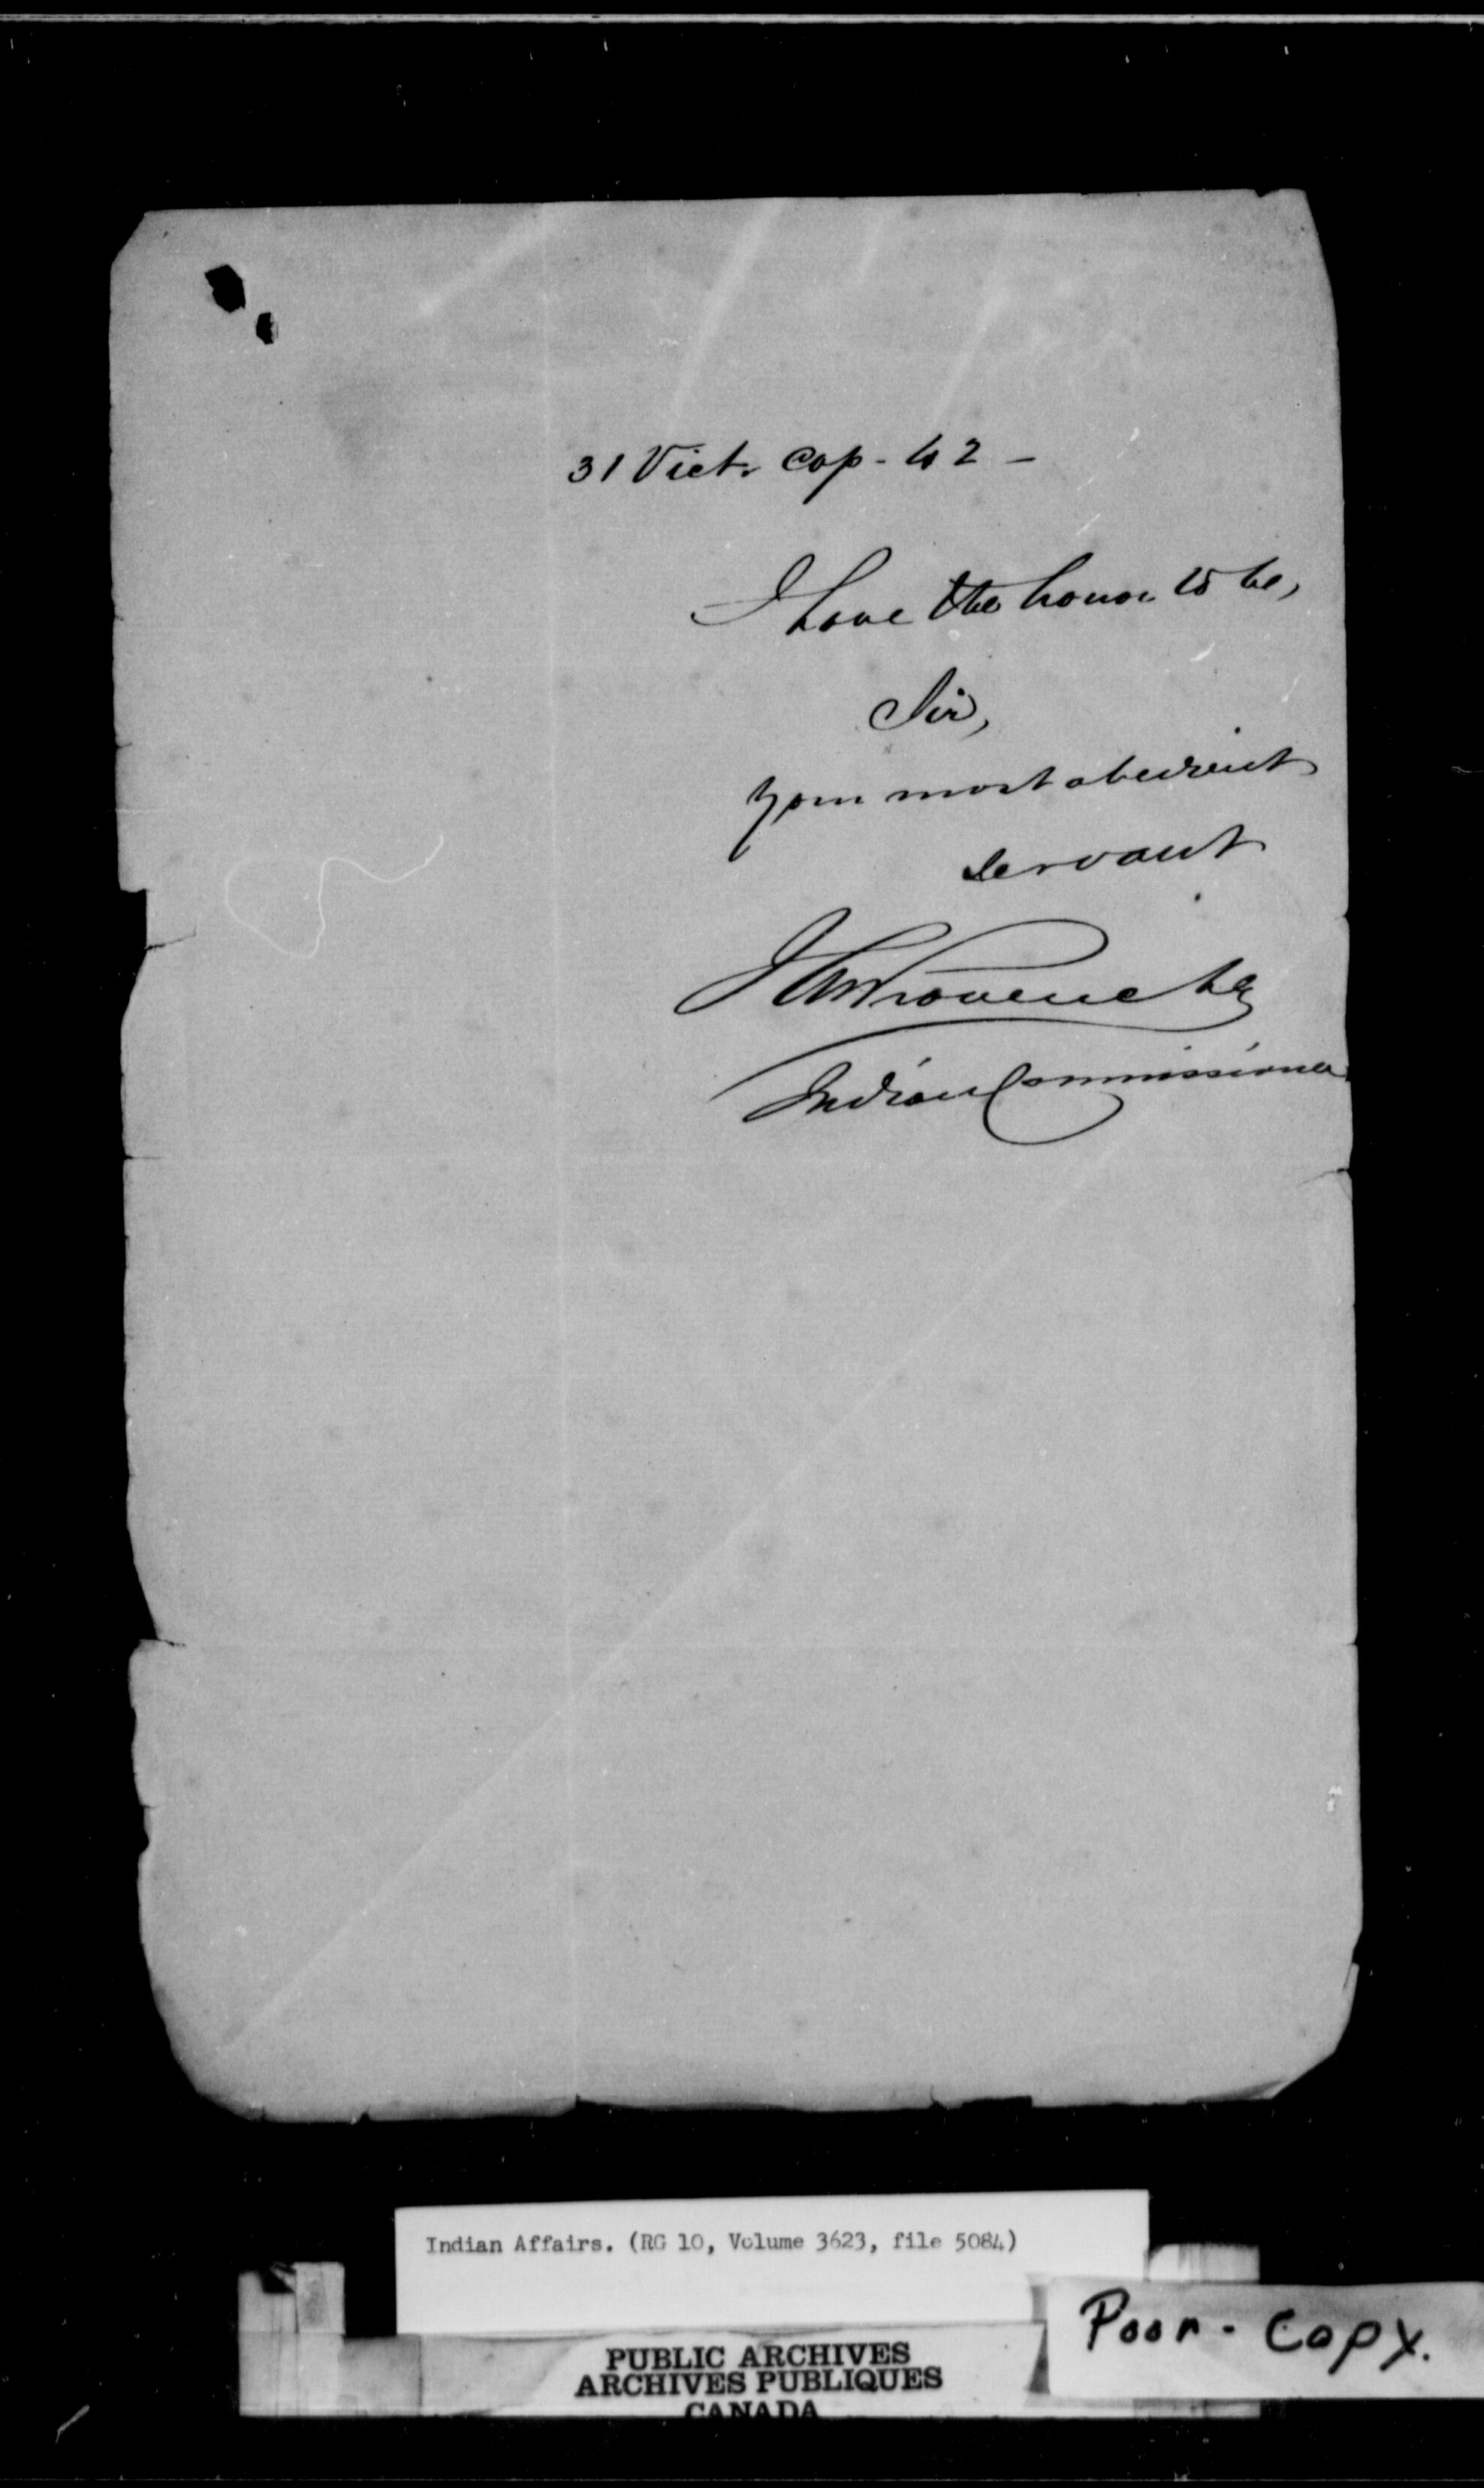 31 Vict. Cap - 42 -
I have the honor to be,
Sir,
Your most obedient
servant
J A N Provencher
Indian Commissioner
Indian Affairs. (RG 10, Volume 3623, file 5084)
Poor - Copy.
PUBLIC ARCHIVES
ARCHIVES PUBLIQUES
CANADA